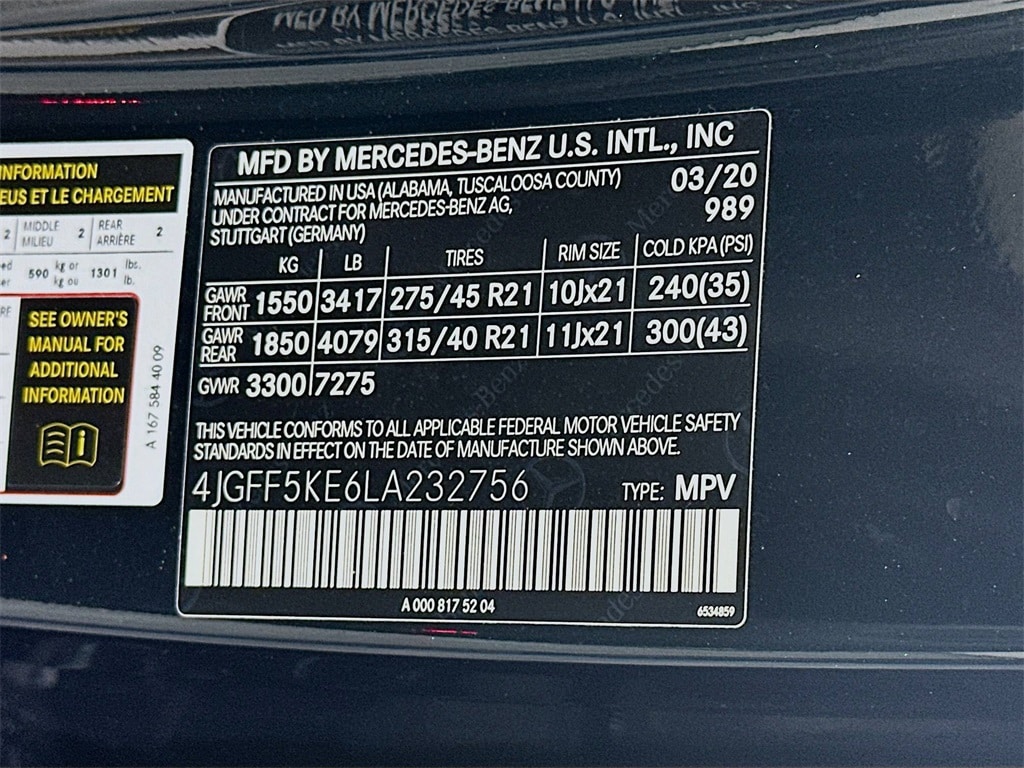 MFD BY MERCEDES-BENZ U.S. INTL., INC
MANUFACTURED IN USA (ALABAMA, TUSCALOOSA COUNTY) 03/20
UNDER CONTRACT FOR MERCEDES-BENZ AG, 989
STUTTGART (GERMANY)
KG LB TIRES RIM SIZE COLD KPA (PSI)
GAWR FRONT 1550 3417 275/45 R21 10Jx21 240(35)
GAWR REAR 1850 4079 315/40 R21 11Jx21 300(43)
GVWR 3300 7275
THIS VEHICLE CONFORMS TO ALL APPLICABLE FEDERAL MOTOR VEHICLE SAFETY
STANDARDS IN EFFECT ON THE DATE OF MANUFACTURE SHOWN ABOVE.
4JGFF5KE6LA232756 TYPE: MPV
A 000 817 52 04 6534859
INFORMATION
EUS ET LE CHARGEMENT
2 MIDDLE MILIEU 2 REAR ARRIÈRE 2
590 kg or kg ou 1301 lbs. lb.
SEE OWNER'S
MANUAL FOR
ADDITIONAL
INFORMATION
A 167 584 40 09